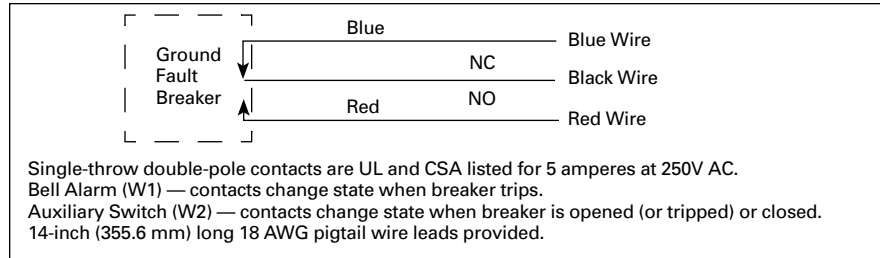 Blue
Blue Wire
Ground
Fault
Breaker
NC
Black Wire
NO
Red
Red Wire
Single-throw double-pole contacts are UL and CSA listed for 5 amperes at 250V AC.
Bell Alarm (W1) — contacts change state when breaker trips.
Auxiliary Switch (W2) — contacts change state when breaker is opened (or tripped) or closed.
14-inch (355.6 mm) long 18 AWG pigtail wire leads provided.